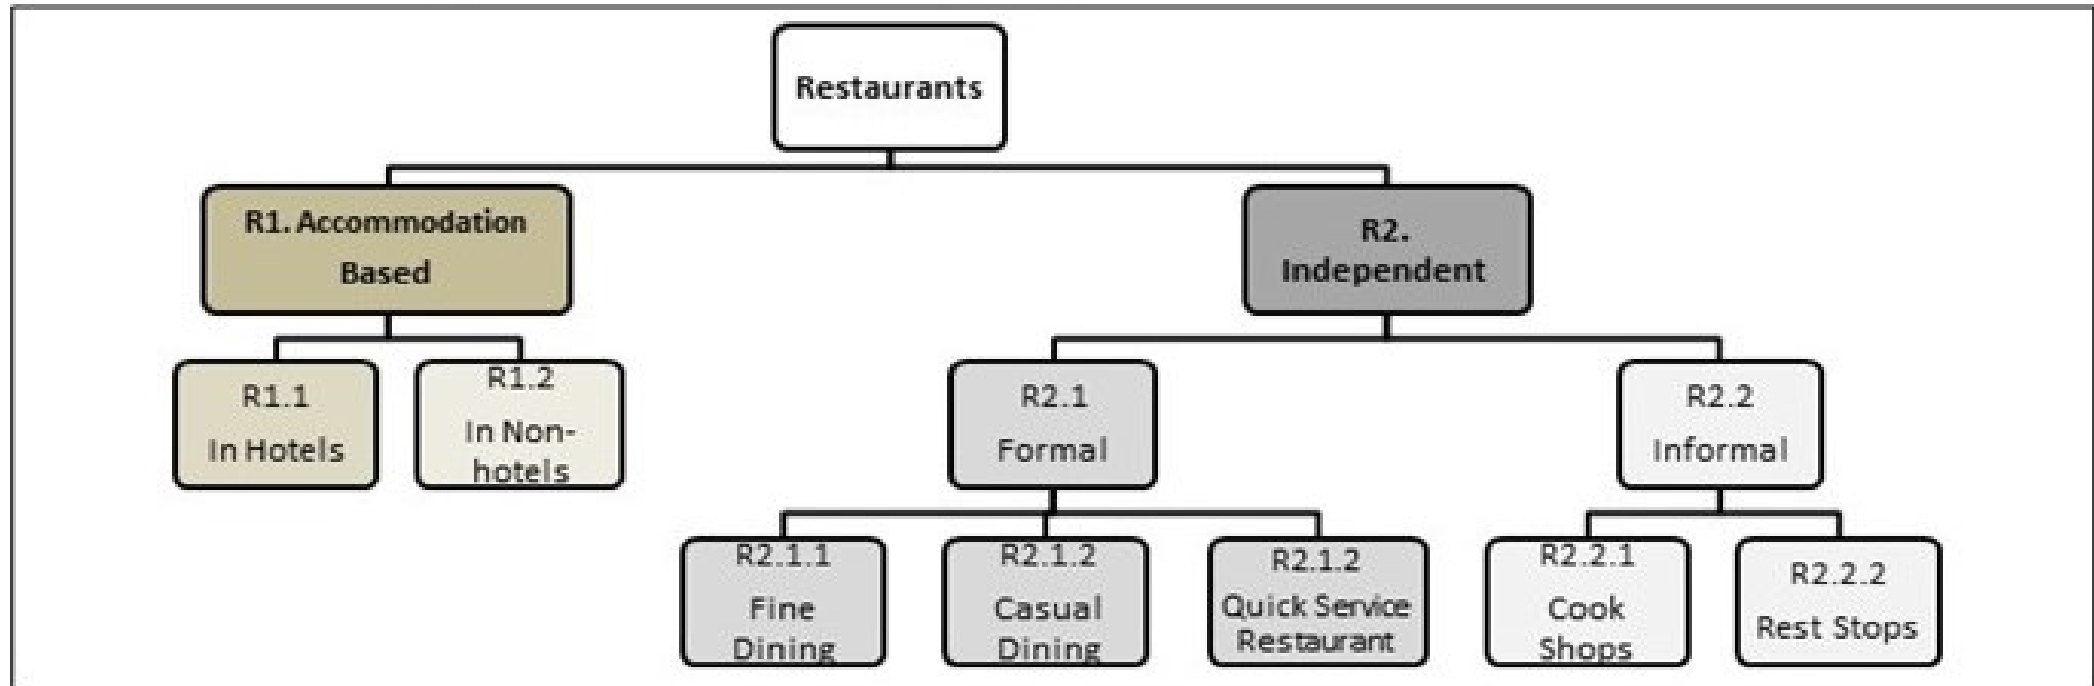 Restaurants
R1. Accommodation
Based
R2.
Independent
R1.1
In Hotels
R1.2
In Non-
hotels
R2.1
Formal
R2.2
Informal
R2.1.1
Fine
Dining
R2.1.2
Casual
Dining
R2.1.2
Quick Service
Restaurant
R2.2.1
Cook
Shops
R2.2.2
Rest Stops